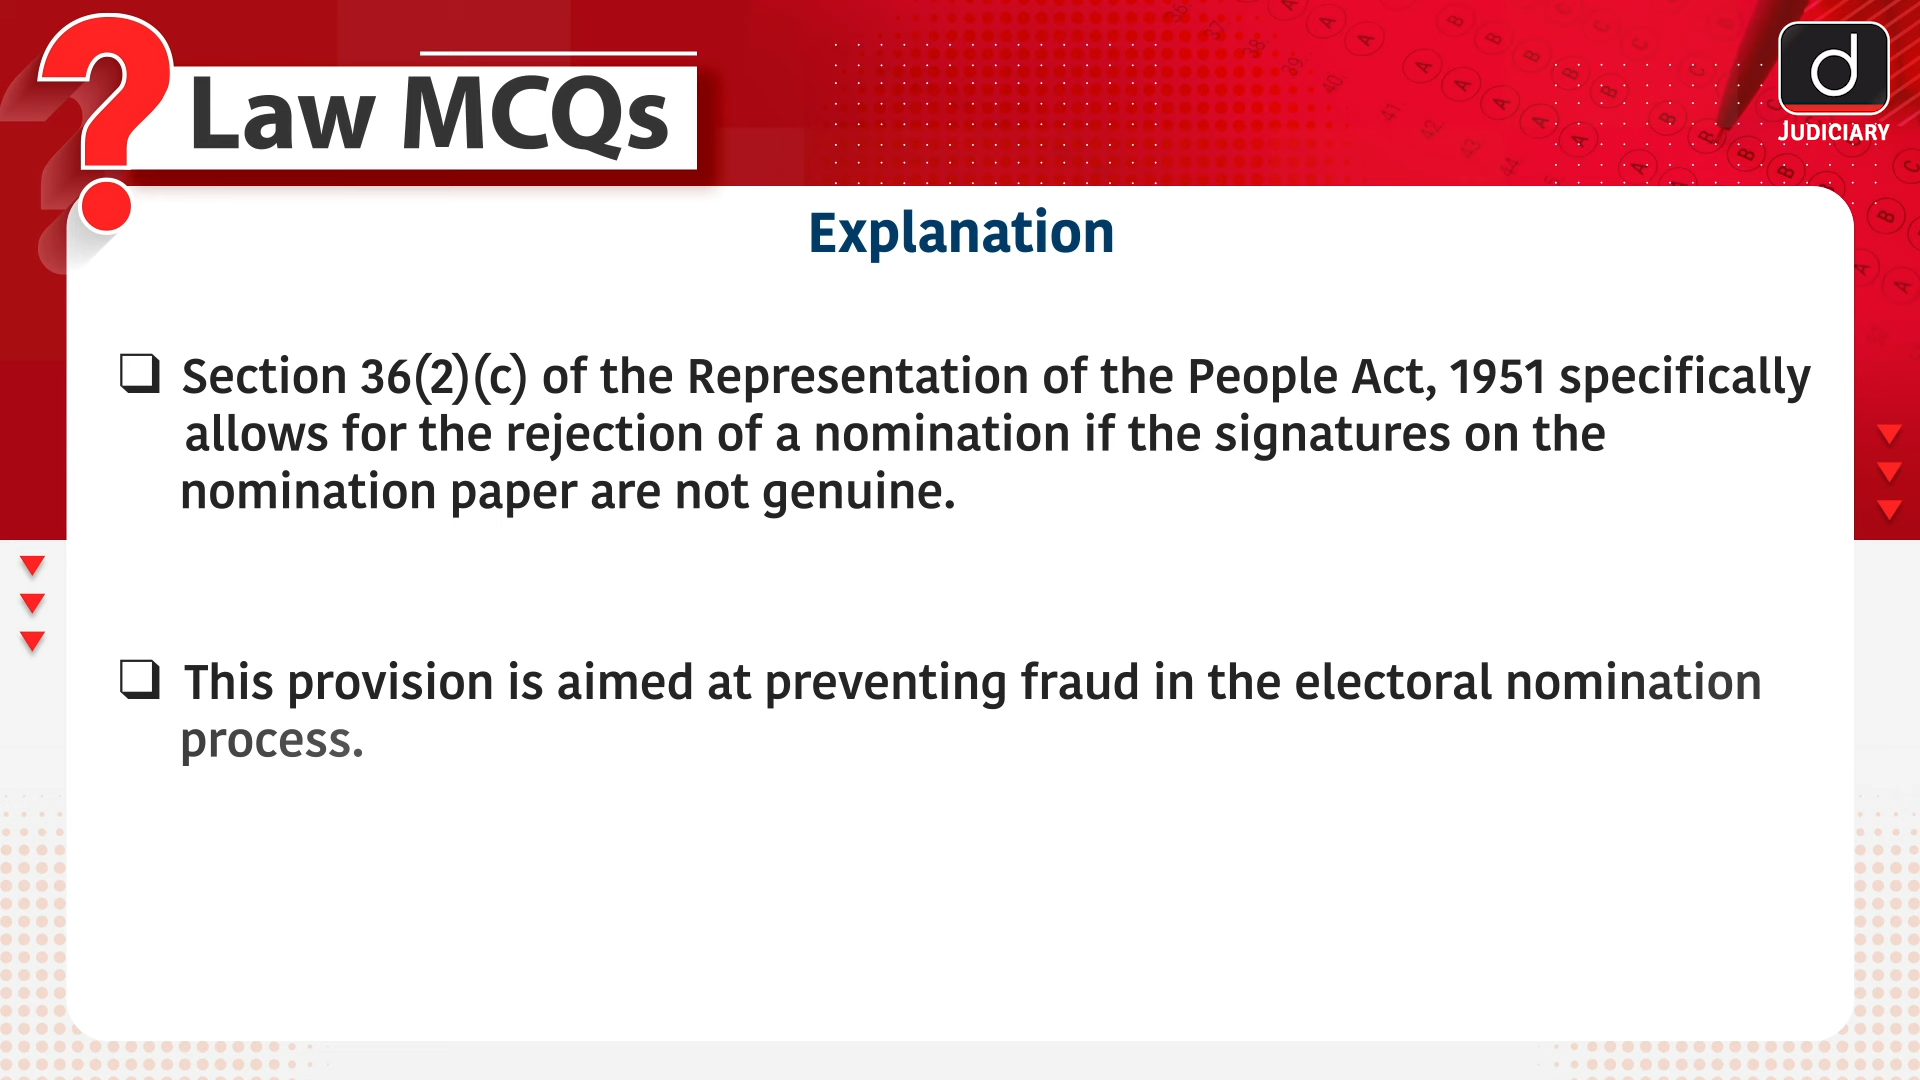 ?
Law MCQs
d
JUDICIARY
Explanation
❑ Section 36(2)(c) of the Representation of the People Act, 1951 specifically
allows for the rejection of a nomination if the signatures on the
nomination paper are not genuine.
❑ This provision is aimed at preventing fraud in the electoral nomination
process.